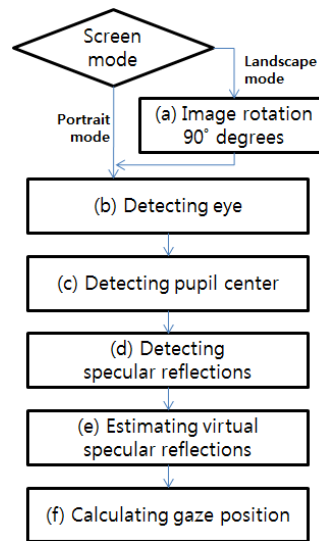 Screen
mode
Landscape
mode
Portrait
mode
(a) Image rotation
90˚ degrees
(b) Detecting eye
(c) Detecting pupil center
(d) Detecting
specular reflections
(e) Estimating virtual
specular reflections
(f) Calculating gaze position